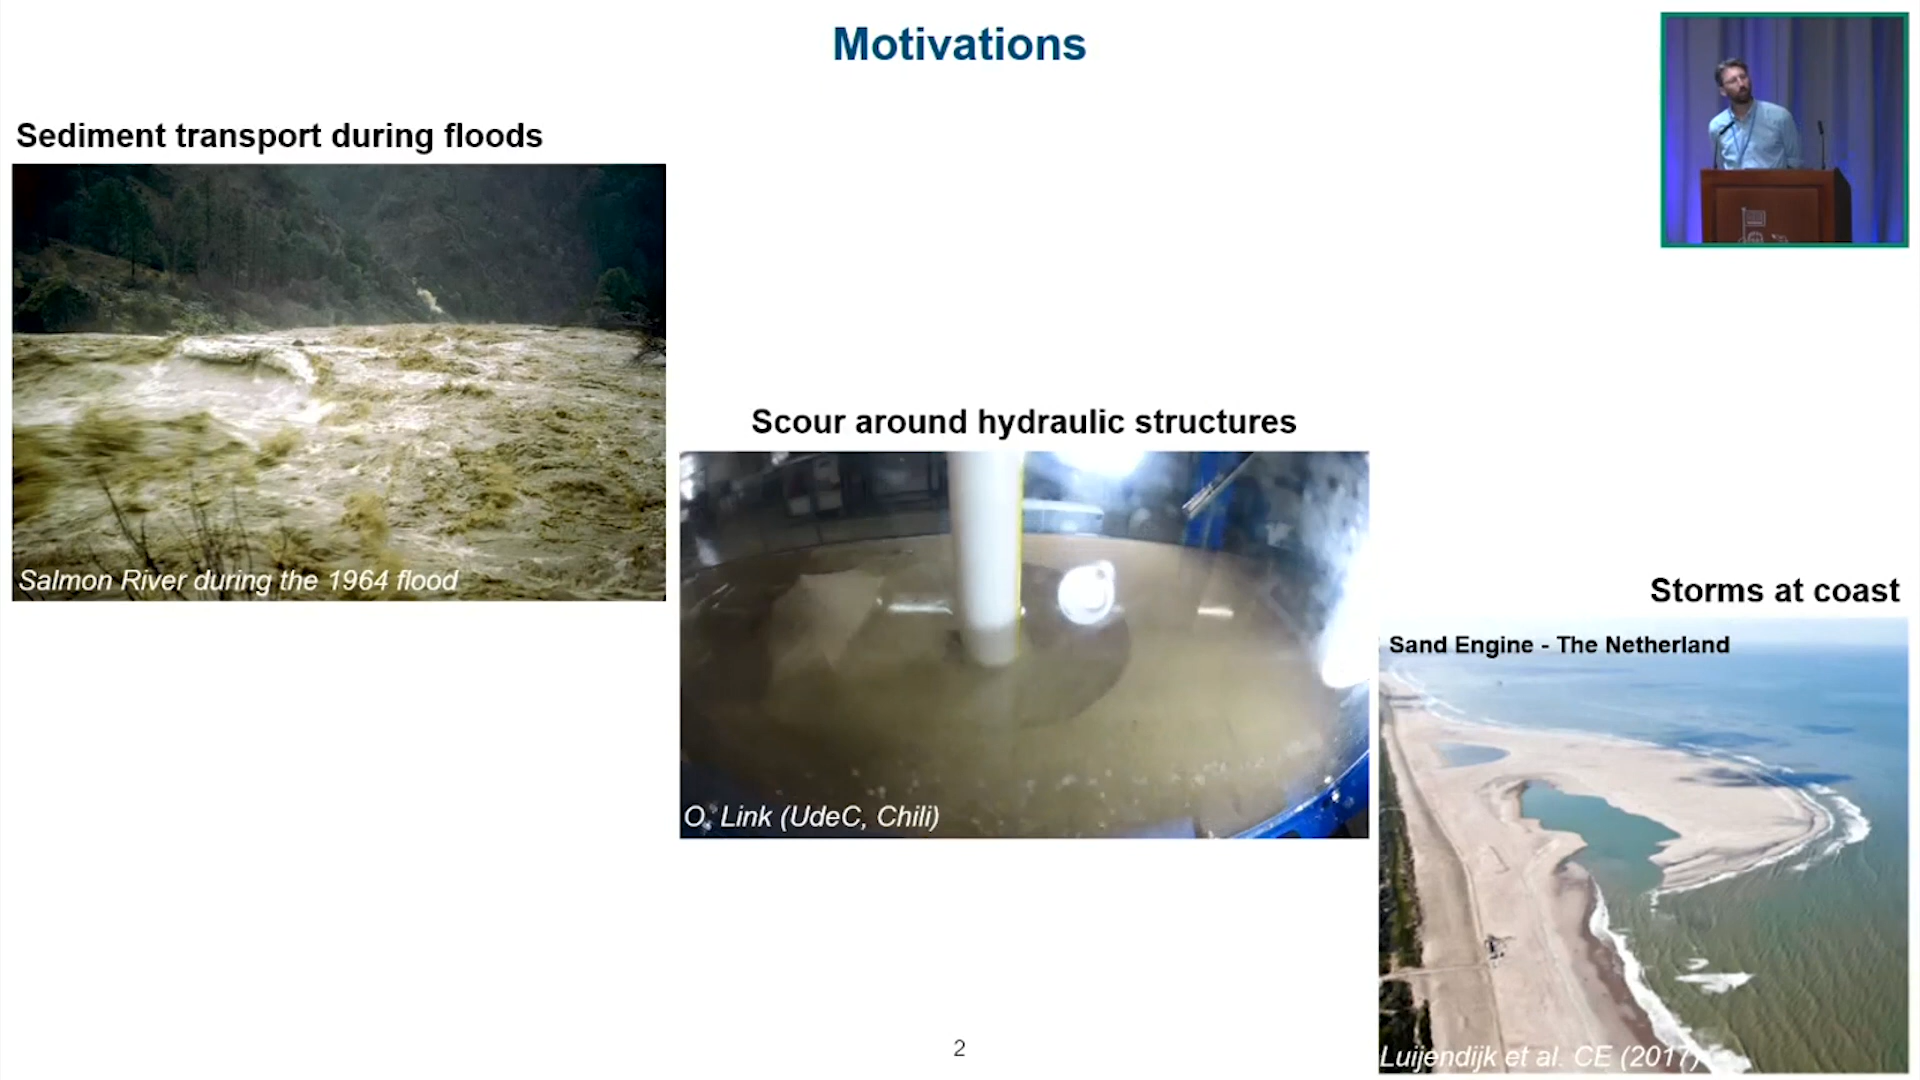 Motivations
Sediment transport during floods
Salmon River during the 1964 flood
Scour around hydraulic structures
O. Link (UdeC, Chili)
Storms at coast
Sand Engine - The Netherland
Luijendijk et al. CE (2017)
2